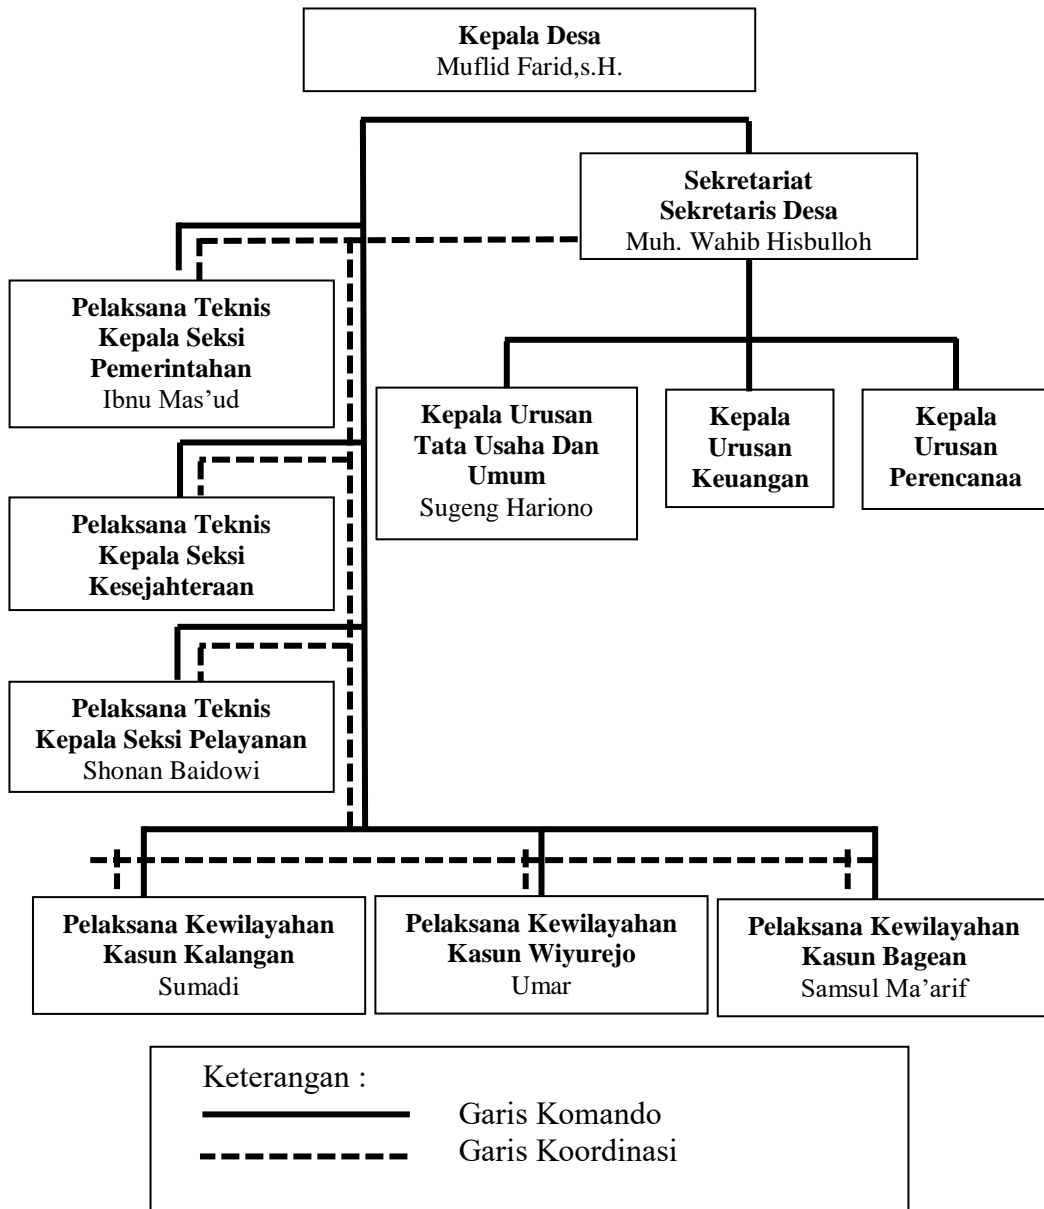 Kepala Desa
Muflid Farid,s.H.
Sekretariat
Sekretaris Desa
Muh. Wahib Hisbulloh
Pelaksana Teknis
Kepala Seksi
Pemerintahan
Ibnu Mas’ud
Kepala Urusan
Tata Usaha Dan
Umum
Sugeng Hariono
Kepala
Urusan
Keuangan
Kepala
Urusan
Perencanaa
Pelaksana Teknis
Kepala Seksi
Kesejahteraan
Pelaksana Teknis
Kepala Seksi Pelayanan
Shonan Baidowi
Pelaksana Kewilayahan
Kasun Kalangan
Sumadi
Pelaksana Kewilayahan
Kasun Wiyurejo
Umar
Pelaksana Kewilayahan
Kasun Bagean
Samsul Ma’arif
Keterangan :
Garis Komando
Garis Koordinasi